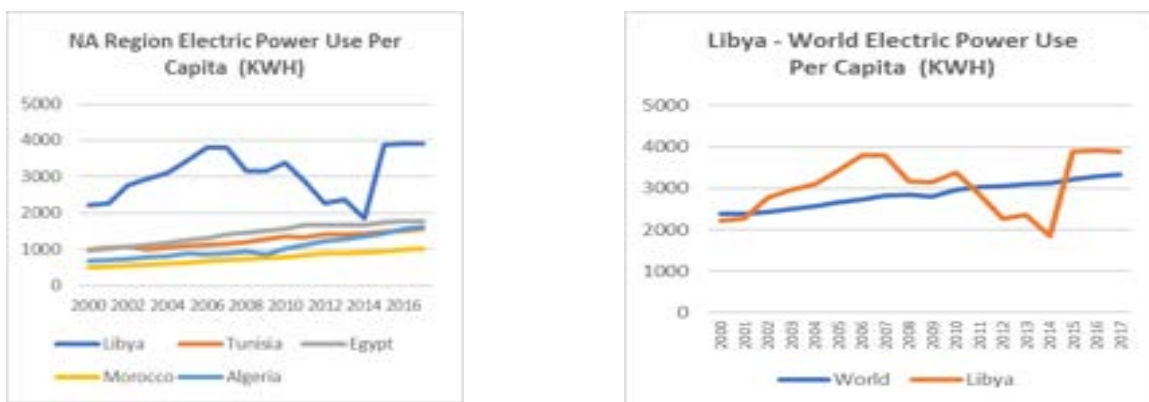 NA Region Electric Power Use Per
Capita (KWH)
5000
4000
3000
2000
1000
0
2000 2002 2004 2006 2008 2010 2012 2014 2016
Libya Tunisia Egypt
Morocco Algeria
Libya - World Electric Power Use
Per Capita (KWH)
5000
4000
3000
2000
1000
0
2000 2001 2002 2003 2004 2005 2006 2007 2008 2009 2010 2011 2012 2013 2014 2015 2016 2017
World Libya